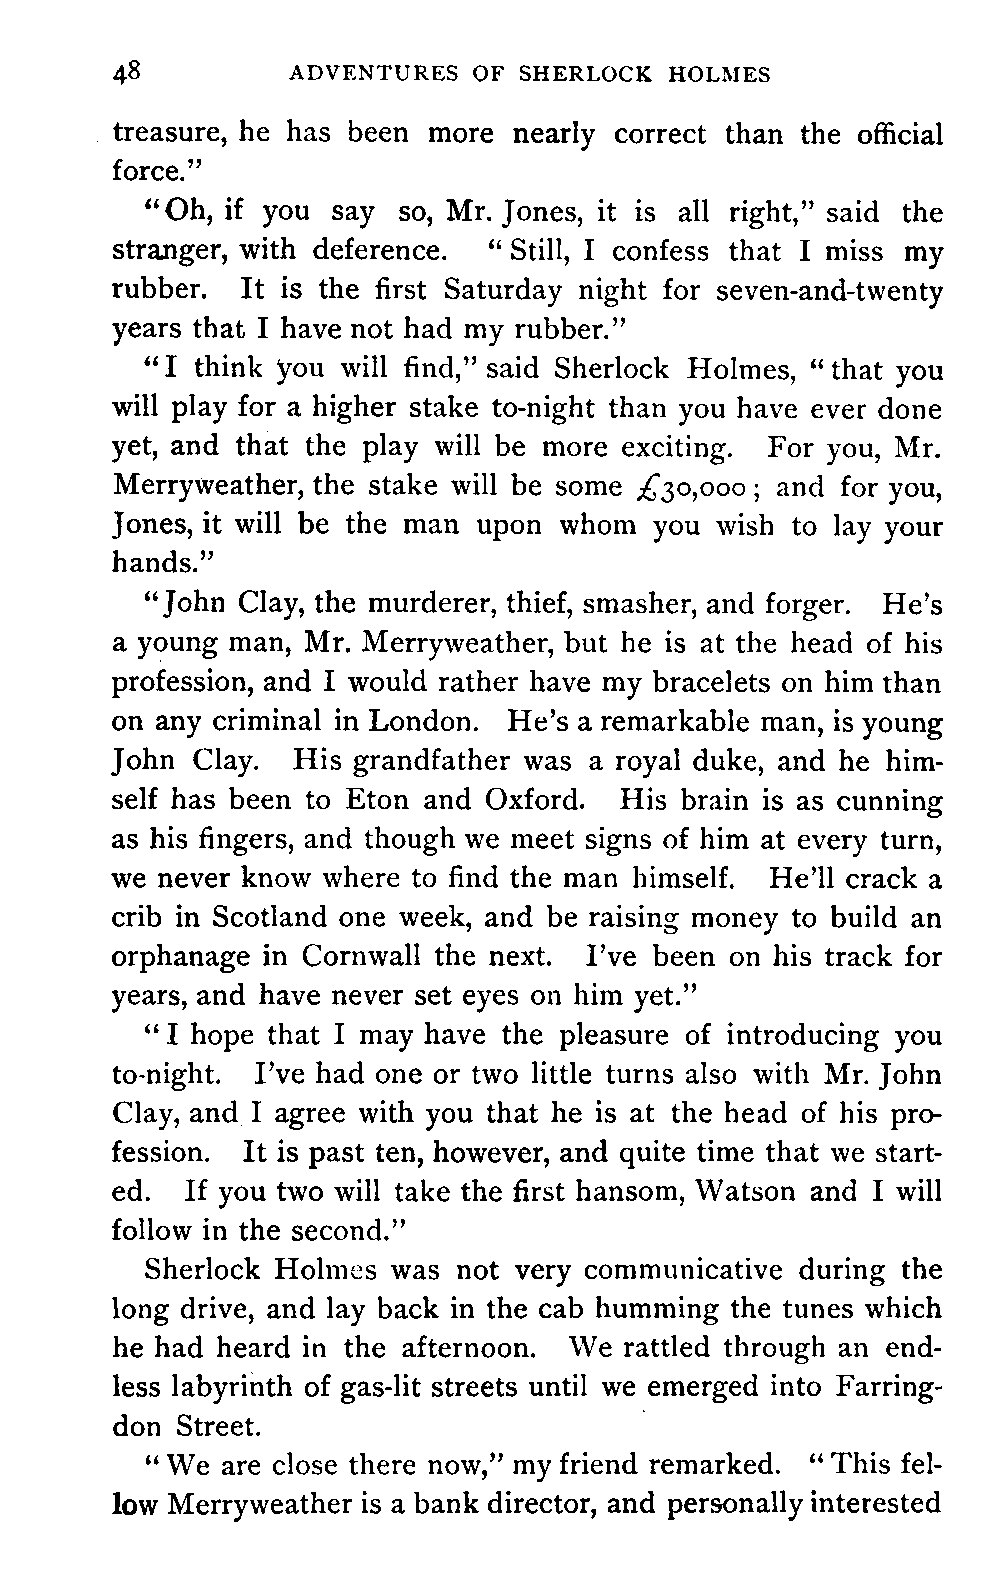 48 ADVENTURES OF SHERLOCK HOLMES
treasure, he has been more nearly correct than the official
force.”
“Oh, if you say so, Mr. Jones, it is all right,” said the
stranger, with deference. “Still, I confess that I miss my
rubber. It is the first Saturday night for seven-and-twenty
years that I have not had my rubber.”
“I think you will find,” said Sherlock Holmes, “that you
will play for a higher stake to-night than you have ever done
yet, and that the play will be more exciting. For you, Mr.
Merryweather, the stake will be some £30,000; and for you,
Jones, it will be the man upon whom you wish to lay your
hands.”
“John Clay, the murderer, thief, smasher, and forger. He’s
a young man, Mr. Merryweather, but he is at the head of his
profession, and I would rather have my bracelets on him than
on any criminal in London. He’s a remarkable man, is young
John Clay. His grandfather was a royal duke, and he him-
self has been to Eton and Oxford. His brain is as cunning
as his fingers, and though we meet signs of him at every turn,
we never know where to find the man himself. He’ll crack a
crib in Scotland one week, and be raising money to build an
orphanage in Cornwall the next. I’ve been on his track for
years, and have never set eyes on him yet.”
“I hope that I may have the pleasure of introducing you
to-night. I’ve had one or two little turns also with Mr. John
Clay, and I agree with you that he is at the head of his pro-
fession. It is past ten, however, and quite time that we start-
ed. If you two will take the first hansom, Watson and I will
follow in the second.”
Sherlock Holmes was not very communicative during the
long drive, and lay back in the cab humming the tunes which
he had heard in the afternoon. We rattled through an end-
less labyrinth of gas-lit streets until we emerged into Farring-
don Street.
“We are close there now,” my friend remarked. “This fel-
low Merryweather is a bank director, and personally interested